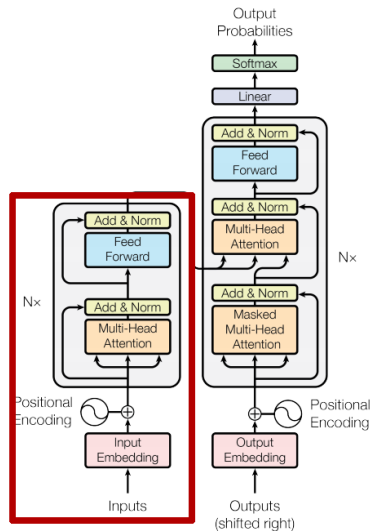 Output
Probabilities
Softmax
Linear
Add & Norm
Feed
Forward
Add & Norm
Multi-Head
Attention
Add & Norm
Masked
Multi-Head
Attention
N×
Positional
Encoding
Output
Embedding
Outputs
(shifted right)
Add & Norm
Feed
Forward
Add & Norm
Multi-Head
Attention
N×
Positional
Encoding
Input
Embedding
Inputs